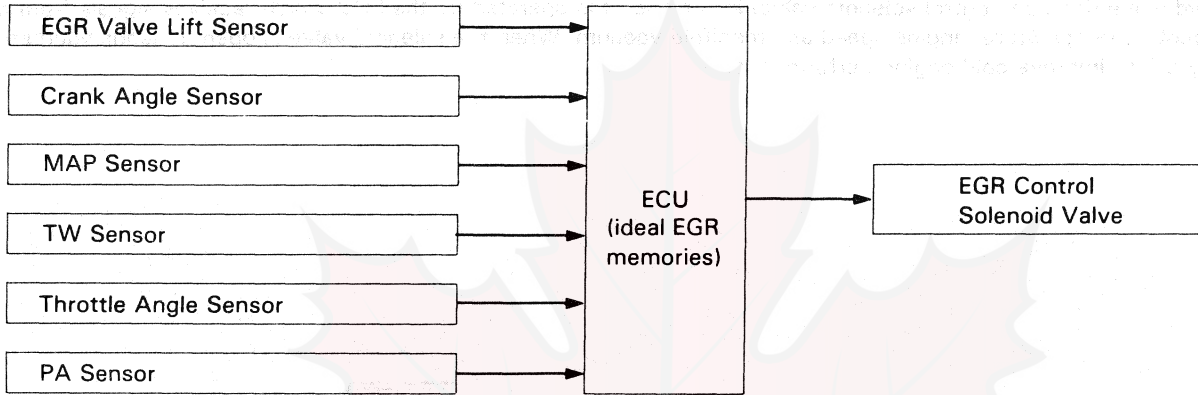 EGR Valve Lift Sensor
Crank Angle Sensor
MAP Sensor
TW Sensor
Throttle Angle Sensor
PA Sensor
ECU
(ideal EGR
memories)
EGR Control
Solenoid Valve